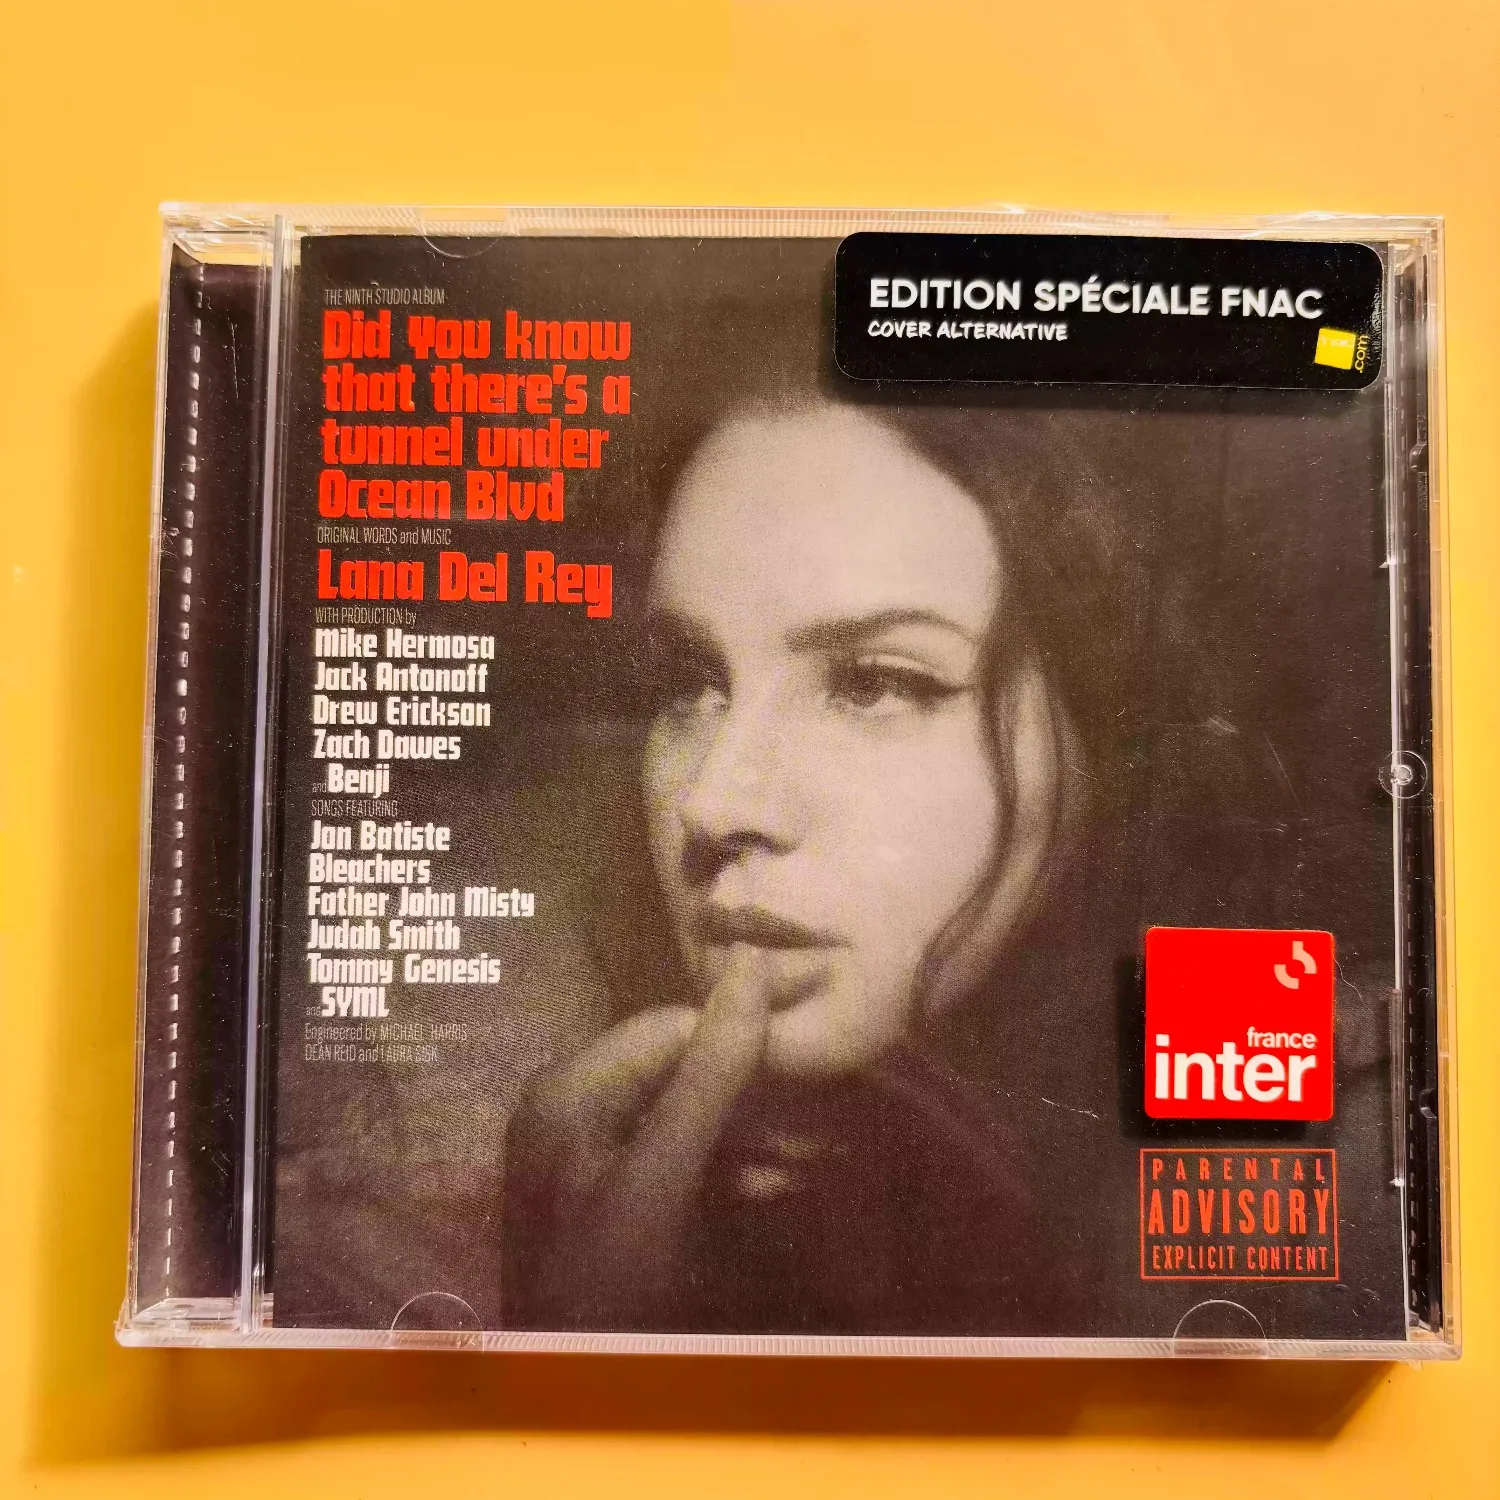 THE NINTH STUDIO ALBUM
Did you know
that there's a
tunnel under
Ocean Blvd
ORIGINAL WORDS and MUSIC
Lana Del Rey
WITH PRODUCTION by
Mike Hermosa
Jack Antonoff
Drew Erickson
Zach Dawes
and Benji
SONGS FEATURING
Jon Batiste
Bleachers
Father John Misty
Judah Smith
Tommy Genesis
and SYML
Engineered by MICHAEL HARRIS
DEAN REID and LAURA SISK
EDITION SPÉCIALE FNAC
COVER ALTERNATIVE
fnac.com
france
inter
PARENTAL
ADVISORY
EXPLICIT CONTENT